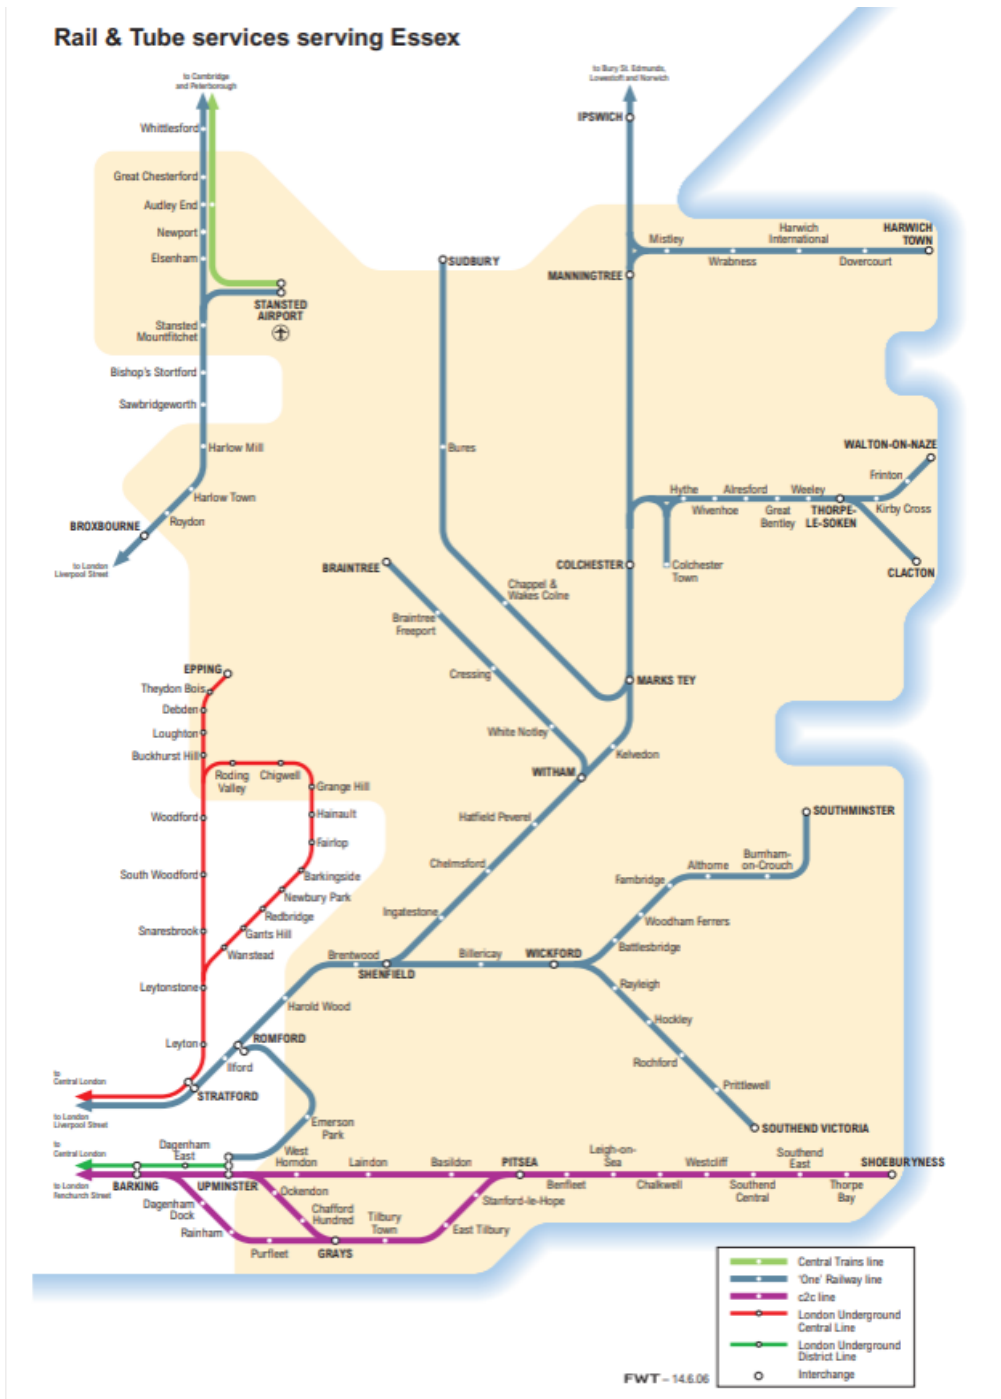 Rail & Tube services serving Essex
to Cambridge
and Peterborough
to Bury St. Edmunds,
Lowestoft and Norwich
IPSWICH
Whittlesford
Great Chesterford
Audley End
Newport
Elsenham
STANSTED
AIRPORT
Stansted
Mountfitchet
Bishop's Stortford
Sawbridgeworth
Harlow Mill
Harlow Town
Roydon
BROXBOURNE
to London
Liverpool Street
SUDBURY
Bures
Chappel &
Wakes Colne
MANNINGTREE
Mistley
Wrabness
Harwich
International
Dovercourt
HARWICH
TOWN
WALTON-ON-NAZE
Frinton
Kirby Cross
Hythe
Wivenhoe
Alresford
Great
Bentley
Weeley
THORPE-
LE-SOKEN
CLACTON
COLCHESTER
Colchester
Town
BRAINTREE
Braintree
Freeport
Cressing
White Notley
WITHAM
MARKS TEY
Kelvedon
Hatfield Peverel
Chelmsford
Ingatestone
EPPING
Theydon Bois
Debden
Loughton
Buckhurst Hill
Roding
Valley
Chigwell
Grange Hill
Hainault
Fairlop
Barkingside
Newbury Park
Redbridge
Gants Hill
Wanstead
Woodford
South Woodford
Snaresbrook
Leytonstone
Leyton
SOUTHMINSTER
Burnham-
on-Crouch
Althorne
Fambridge
Woodham Ferrers
Battlesbridge
Brentwood
SHENFIELD
Billericay
WICKFORD
Rayleigh
Hockley
Rochford
Prittlewell
SOUTHEND VICTORIA
Harold Wood
ROMFORD
Ilford
STRATFORD
Emerson
Park
to
Central London
to London
Liverpool Street
to
Central London
to London
Fenchurch Street
Dagenham
East
BARKING
UPMINSTER
West
Horndon
Laindon
Basildon
PITSEA
Benfleet
Leigh-on-
Sea
Chalkwell
Westcliff
Southend
Central
Southend
East
Thorpe
Bay
SHOEBURYNESS
Dagenham
Dock
Rainham
Purfleet
Ockendon
Chafford
Hundred
GRAYS
Tilbury
Town
East Tilbury
Stanford-le-Hope
Central Trains line
'One' Railway line
c2c line
London Underground
Central Line
London Underground
District Line
Interchange
FWT – 14.6.06